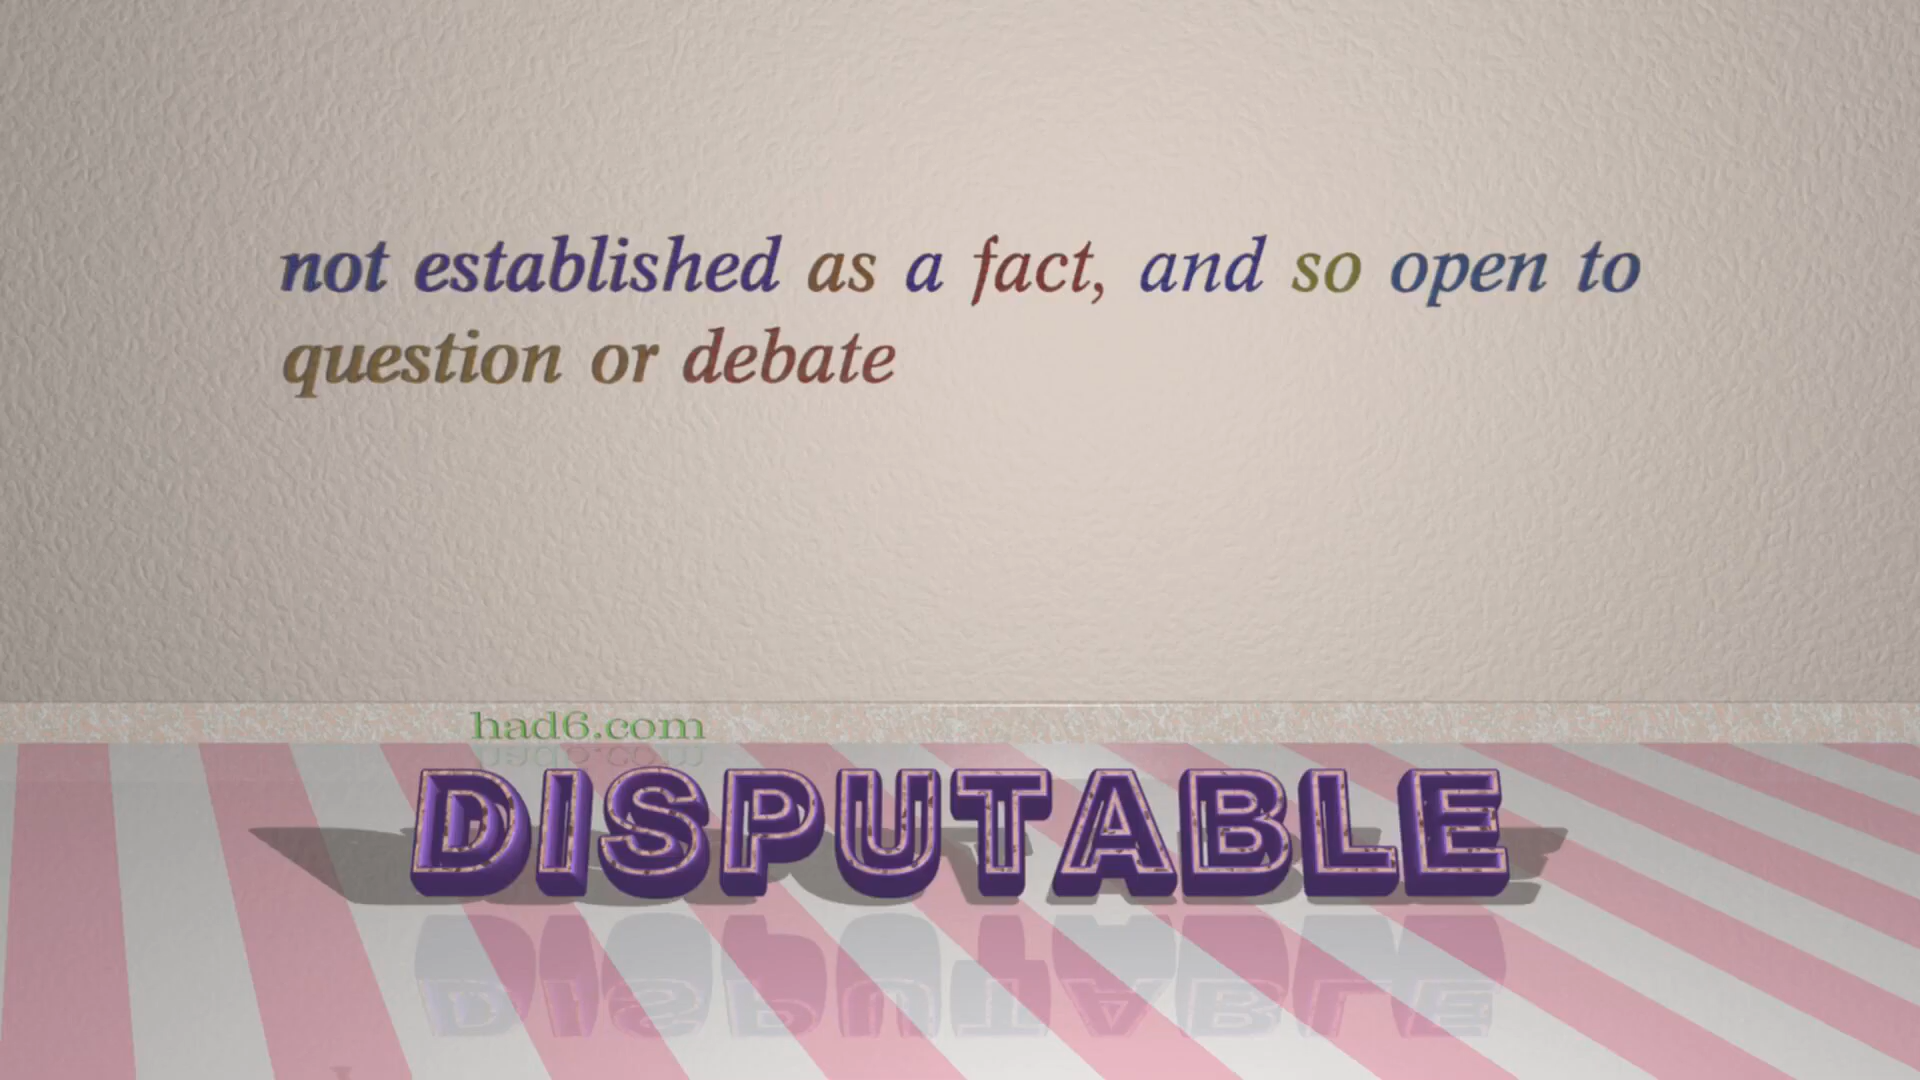 not established as a fact, and so open to
question or debate
had6.com
DISPUTABLE